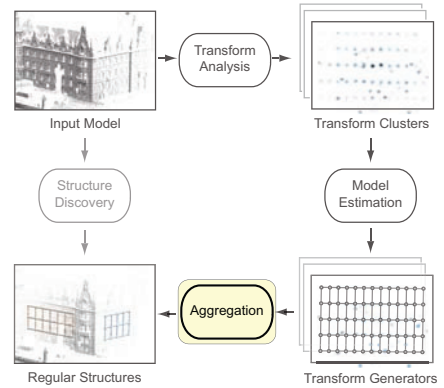 Transform
Analysis
Input Model
Transform Clusters
Structure
Discovery
Model
Estimation
Aggregation
Regular Structures
Transform Generators